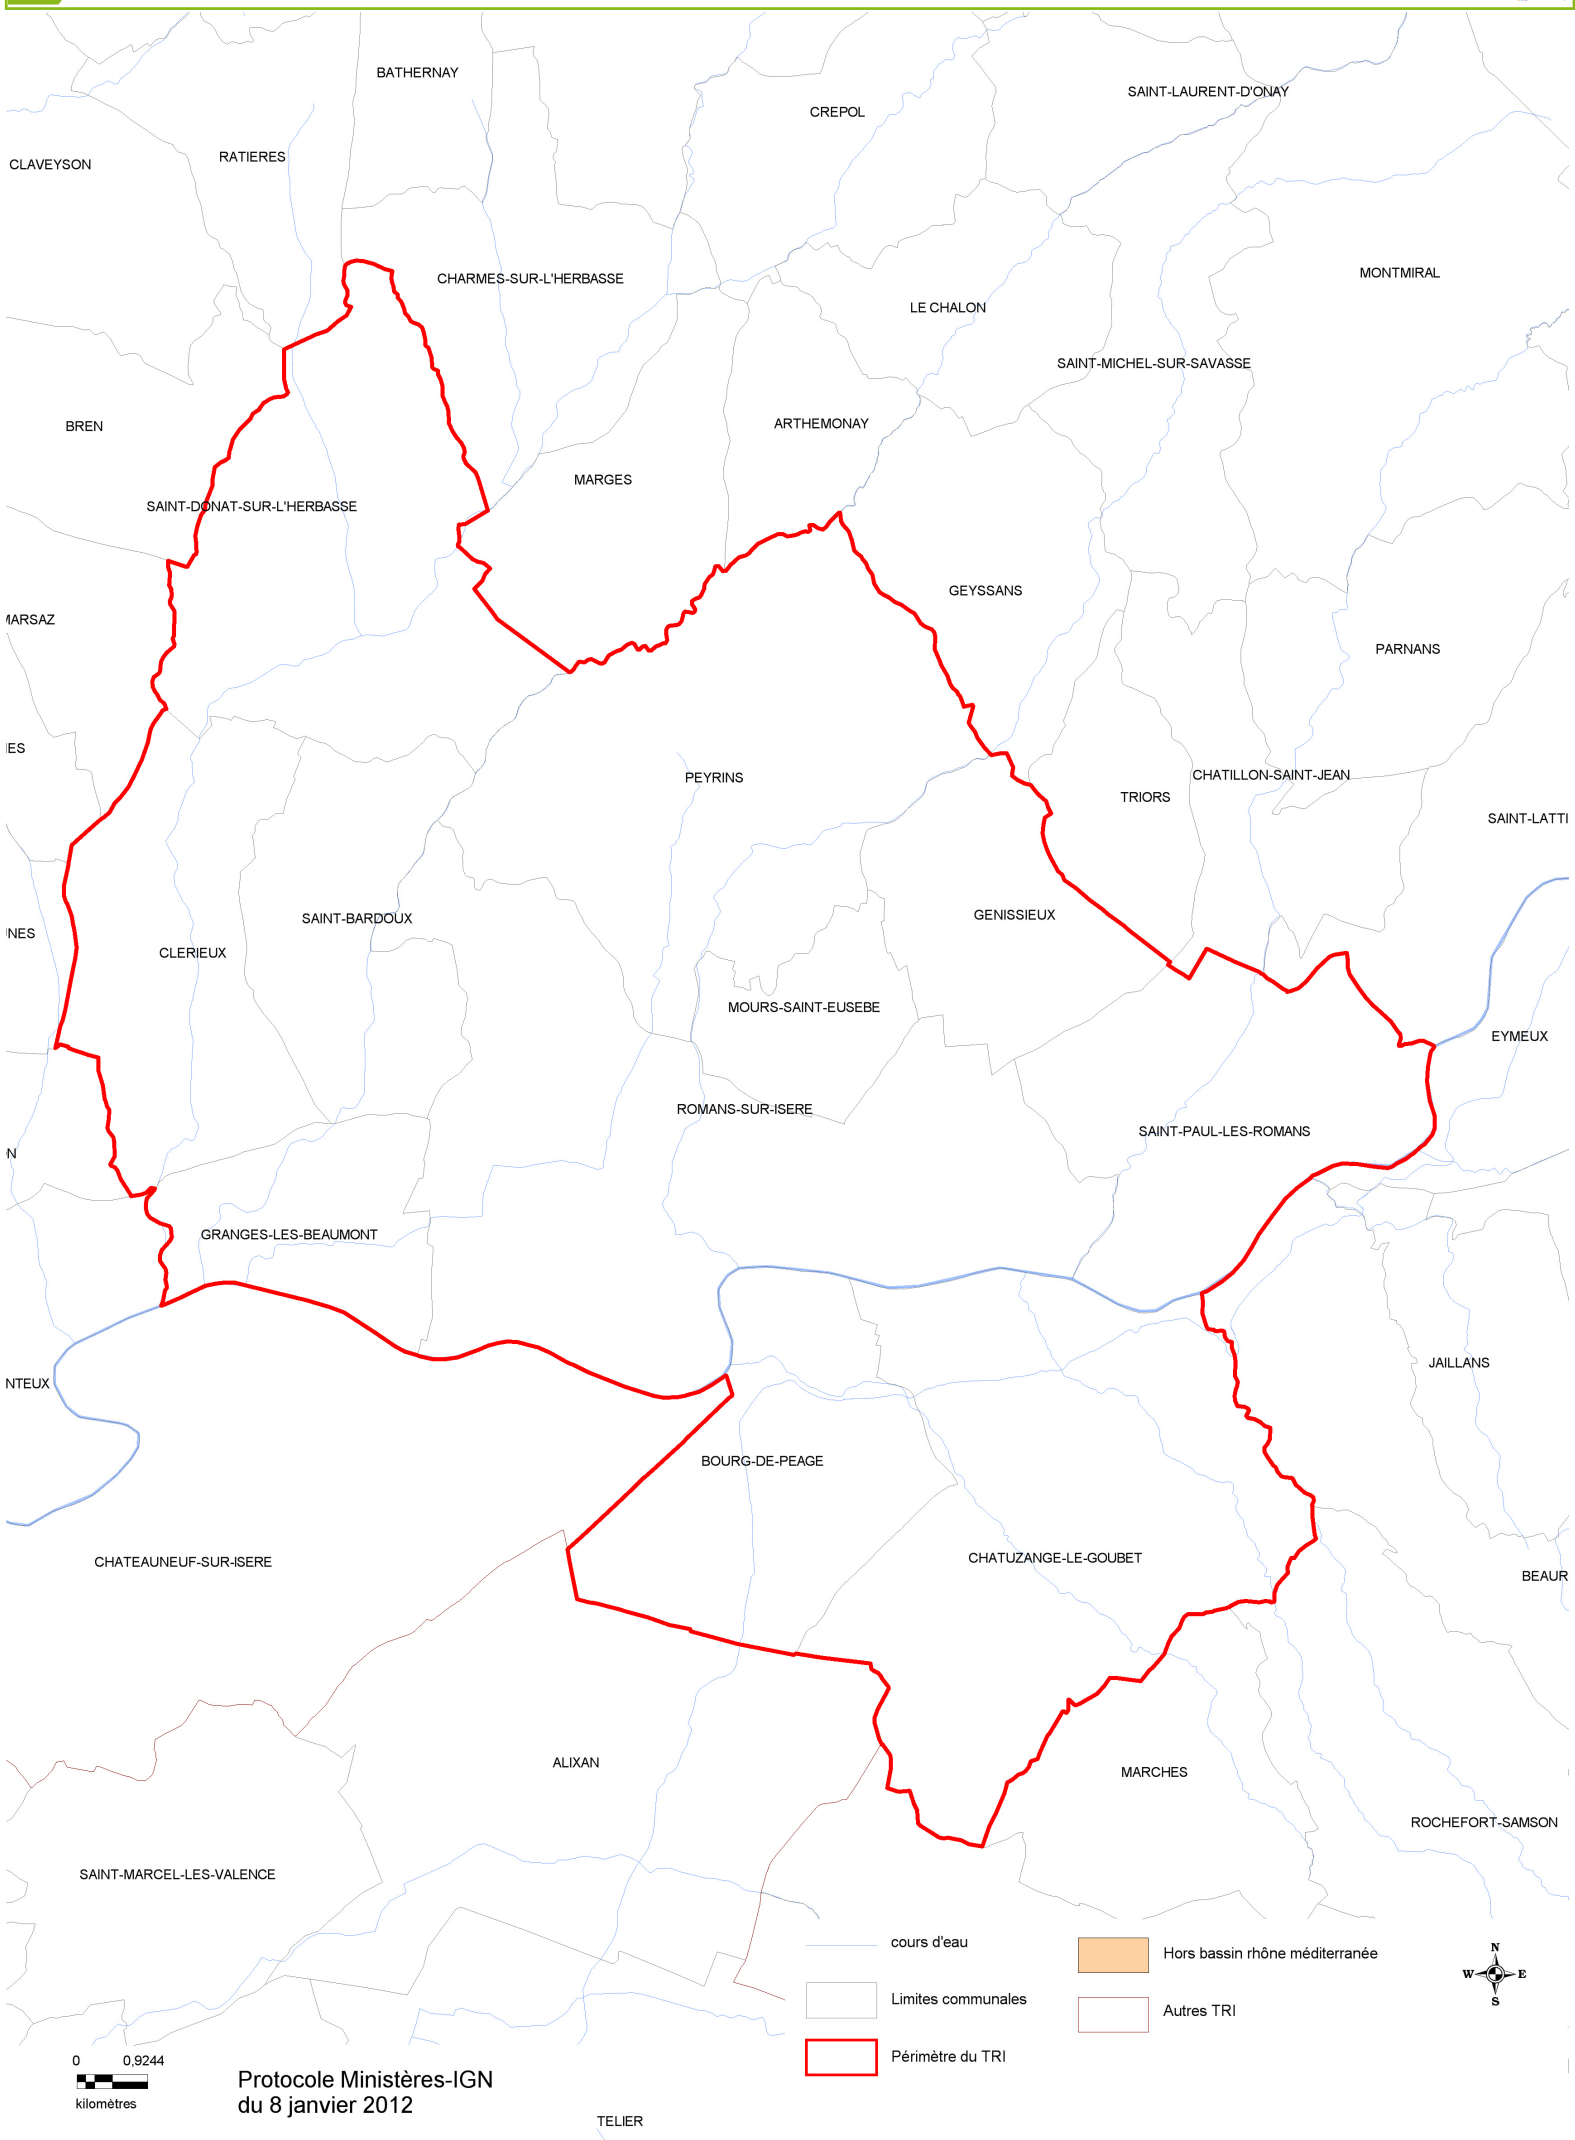 BATHERNAY
SAINT-LAURENT-D'ONAY
CREPOL
RATIERES
CLAVEYSON
MONTMIRAL
CHARMES-SUR-L'HERBASSE
LE CHALON
SAINT-MICHEL-SUR-SAVASSE
ARTHEMONAY
BREN
MARGES
SAINT-DONAT-SUR-L'HERBASSE
GEYSSANS
PARNANS
IES
CHATILLON-SAINT-JEAN
PEYRINS
TRIORS
SAINT-LATTI
GENISSIEUX
SAINT-BARDOUX
NES
CLERIEUX
MOURS-SAINT-EUSEBE
EYMEUX
ROMANS-SUR-ISERE
SAINT-PAUL-LES-ROMANS
N
GRANGES-LES-BEAUMONT
JAILLANS
NTEUX
BOURG-DE-PEAGE
CHATUZANGE-LE-GOUBET
CHATEAUNEUF-SUR-ISERE
BEAUR
ALIXAN
MARCHES
ROCHEFORT-SAMSON
SAINT-MARCEL-LES-VALENCE
cours d'eau
Hors bassin rhône méditerranée
Limites communales
Autres TRI
Périmètre du TRI
N
W E
S
0 0,9244
kilomètres
Protocole Ministères-IGN
du 8 janvier 2012
TELIER